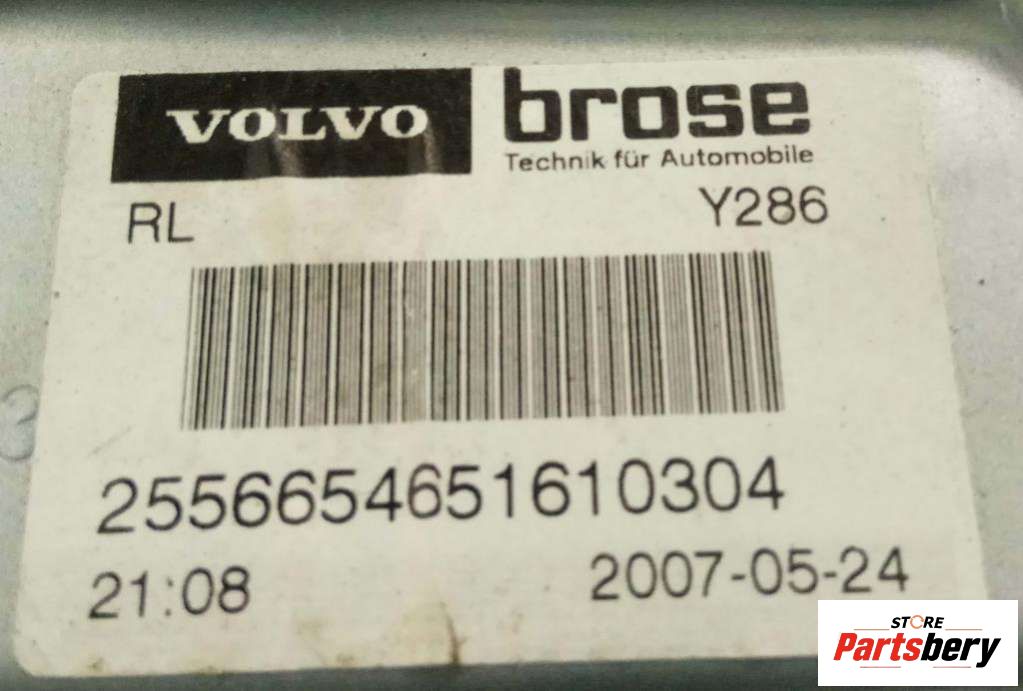 VOLVO
brose
Technik für Automobile
RL
Y286
2556654651610304
21:08
2007-05-24
STORE
Partsbery